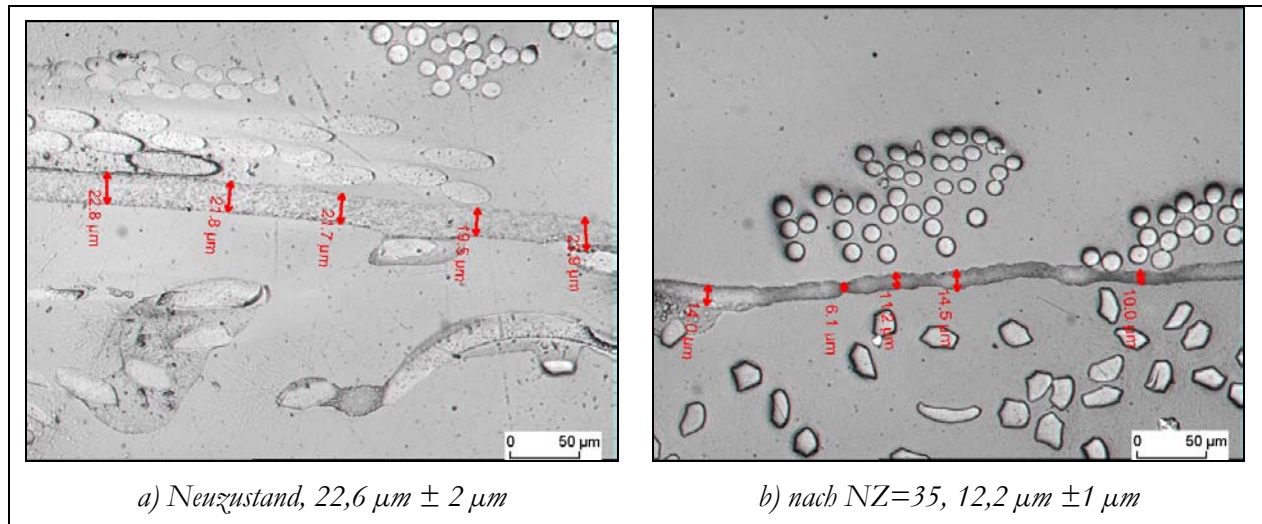 22.8 µm
21.8 µm
21.7 µm
19.5 µm
µm
0 50 µm
14.0 µm
6.1 µm
11.2 µm
14.5 µm
10.0 µm
0 50 µm
a) Neuzustand, 22,6 µm ± 2 µm
b) nach NZ=35, 12,2 µm ±1 µm